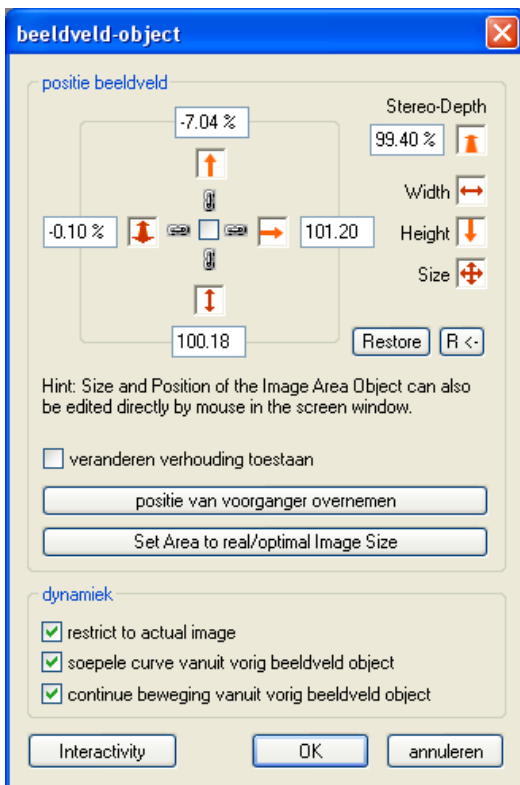 beeldveld-object
positie beeldveld
-7.04 %
Stereo-Depth
99.40 %
Width
-0.10 %
101.20
Height
Size
100.18
Restore
R <-
Hint: Size and Position of the Image Area Object can also
be edited directly by mouse in the screen window.
veranderen verhouding toestaan
positie van voorganger overnemen
Set Area to real/optimal Image Size
dynamiek
restrict to actual image
soepele curve vanuit vorig beeldveld object
continue beweging vanuit vorig beeldveld object
Interactivity
OK
annuleren